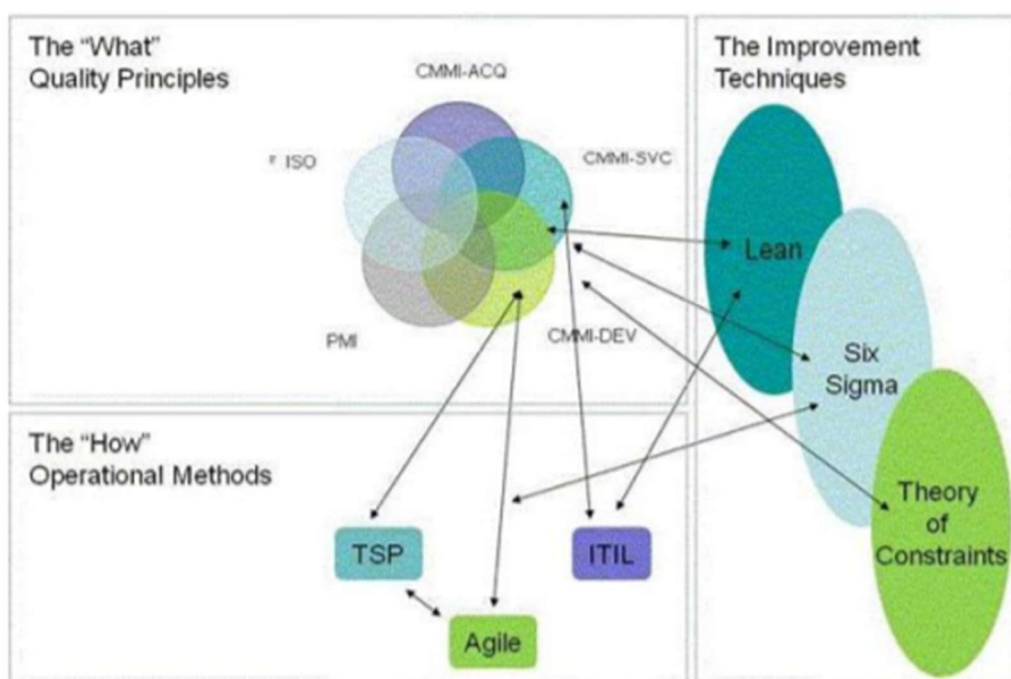 The “What”
Quality Principles
CMMI-ACQ
ISO
CMMI-SVC
PMI
CMMI-DEV
The Improvement
Techniques
Lean
Six
Sigma
Theory
of
Constraints
The “How”
Operational Methods
TSP
ITIL
Agile